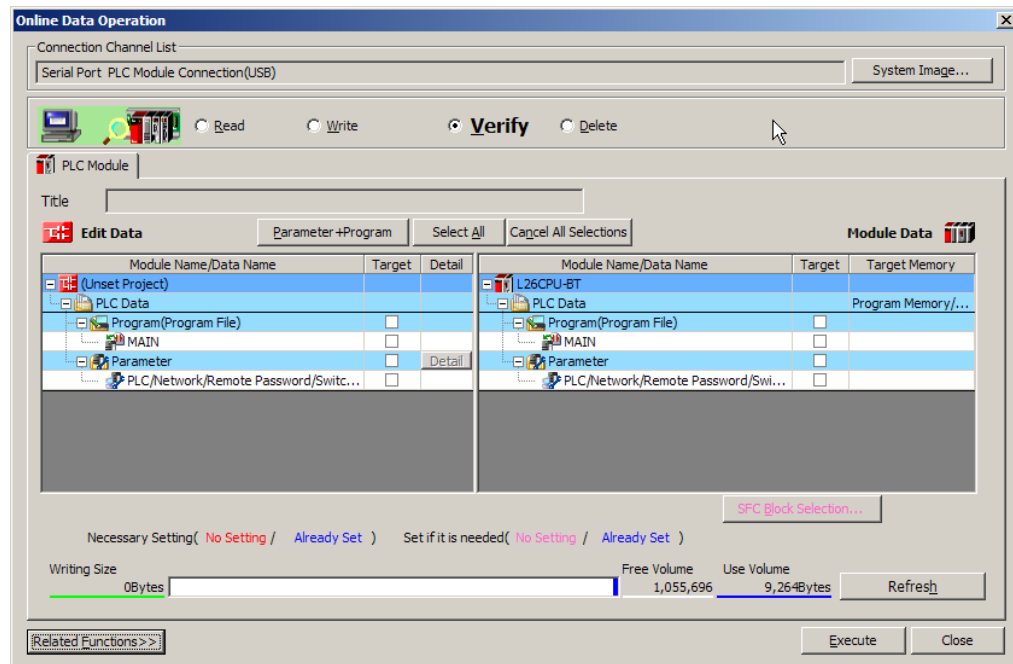 Online Data Operation
Connection Channel List
Serial Port PLC Module Connection(USB)
System Image...
Read
Write
Verify
Delete
PLC Module
Title
Edit Data
Parameter+Program
Select All
Cancel All Selections
Module Data
Module Name/Data Name Target Detail Module Name/Data Name Target Target Memory
(Unset Project) L26CPU-BT
PLC Data PLC Data Program Memory/...
Program(Program File) Program(Program File)
MAIN MAIN
Parameter Detail Parameter
PLC/Network/Remote Password/Switc... PLC/Network/Remote Password/Swi...
SFC Block Selection...
Necessary Setting( No Setting / Already Set ) Set if it is needed( No Setting / Already Set )
Writing Size Free Volume Use Volume
0Bytes 1,055,696 9,264Bytes Refresh
Related Functions>>
Execute
Close